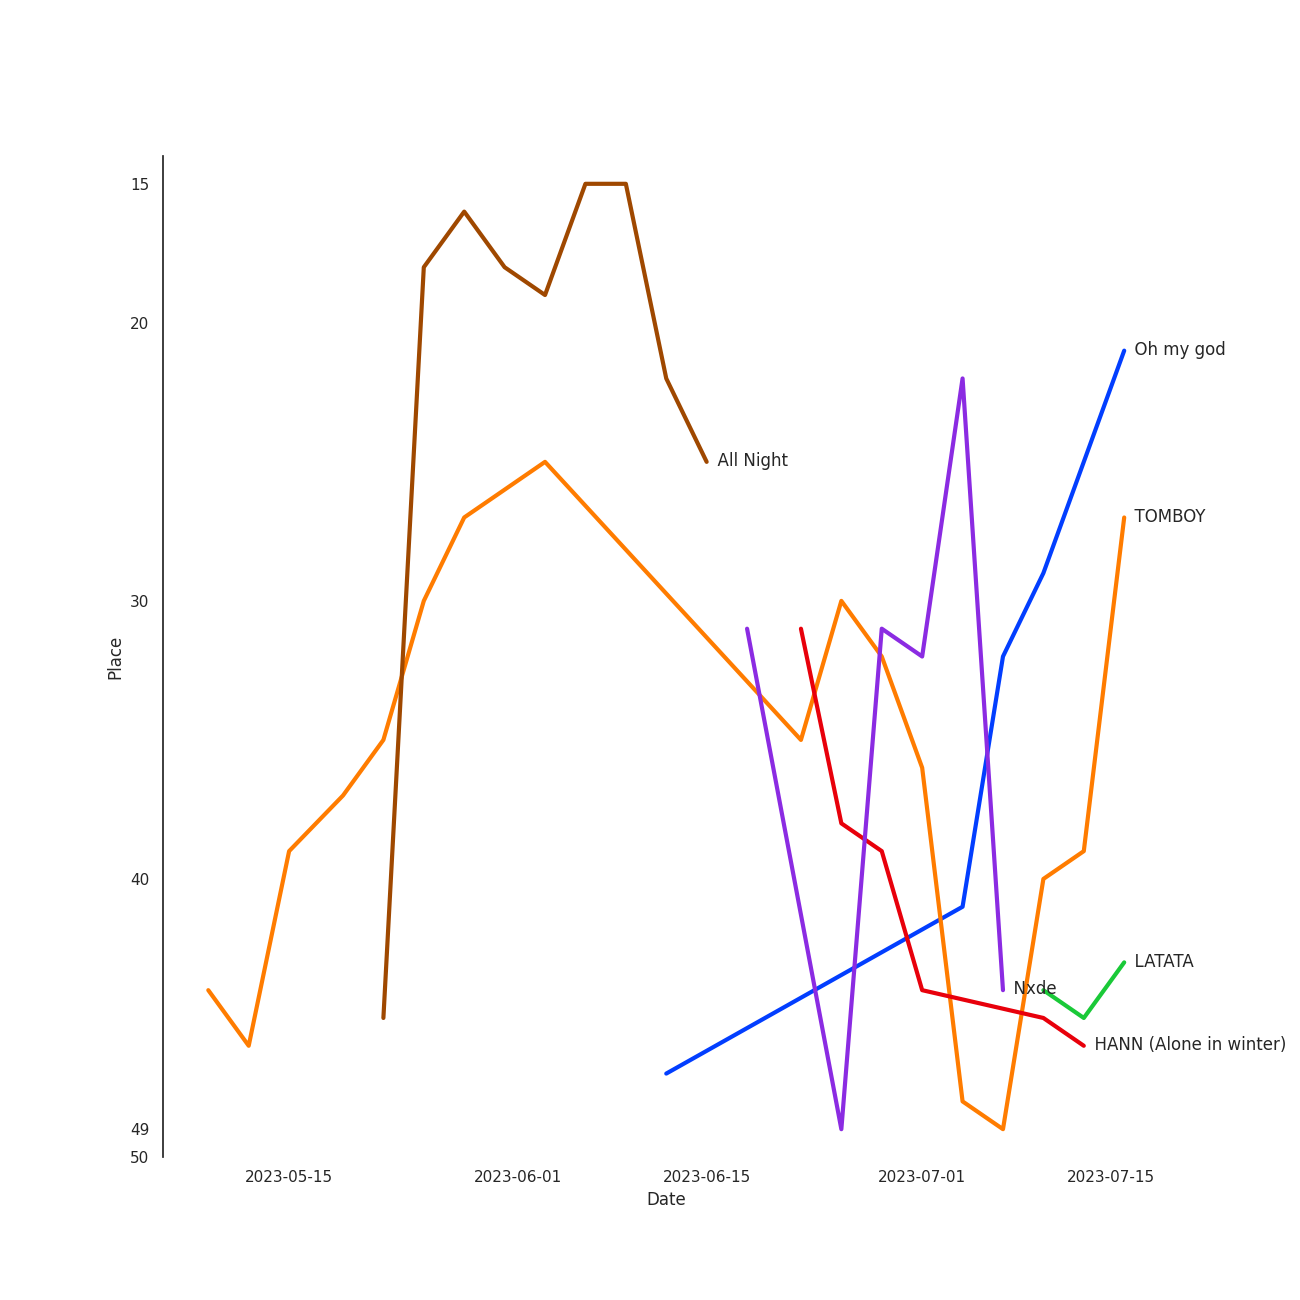 15
20
30
40
49
50
Place
Oh my god
All Night
TOMBOY
LATATA
Nxde
HANN (Alone in winter)
2023-05-15
2023-06-01
2023-06-15
2023-07-01
2023-07-15
Date